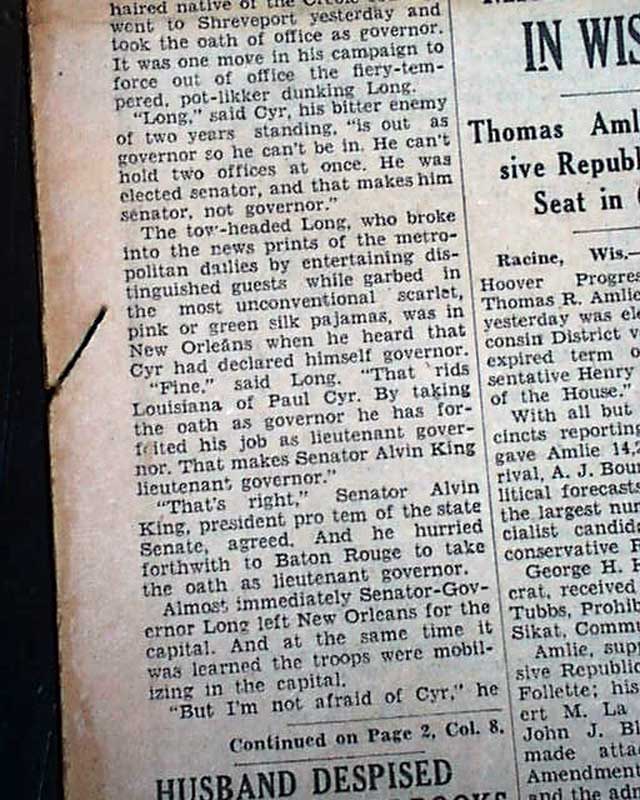 haired native of the
went to Shreveport yesterday and
took the oath of office as governor.
It was one move in his campaign to
force out of office the fiery-tem-
pered, pot-likker dunking Long.
"Long," said Cyr, his bitter enemy
of two years standing, "is out as
governor so he can't be in. He can't
hold two offices at once. He was
elected senator, and that makes him
senator, not governor."
The tow-headed Long, who broke
into the news prints of the metro-
politan dailies by entertaining dis-
tinguished guests while garbed in
the most unconventional scarlet,
pink or green silk pajamas, was in
New Orleans when he heard that
Cyr had declared himself governor.
"Fine," said Long. "That rids
Louisiana of Paul Cyr. By taking
the oath as governor he has for-
feited his job as lieutenant gover-
nor. That makes Senator Alvin King
lieutenant governor."
"That's right," Senator Alvin
King, president pro tem of the state
Senate, agreed. And he hurried
forthwith to Baton Rouge to take
the oath as lieutenant governor.
Almost immediately Senator-Gov-
ernor Long left New Orleans for the
capital. And at the same time it
was learned the troops were mobil-
izing in the capital.
"But I'm not afraid of Cyr," he
Continued on Page 2, Col. 8.
HUSBAND DESPISED
IN WIS
Thomas Aml
sive Republ
Seat in
Racine, Wis.—
Hoover Progres
Thomas R. Amlie
yesterday was ele
consin District v
expired term o
sentative Henry
of the House."
With all but
cincts reporting
gave Amlie 14,2
rival, A. J. Bou
litical forecasts
the largest nu
cialist candid
conservative
George H.
crat, received
Tubbs, Prohib
Sikat, Commu
Amlie, supp
sive Republic
Follette; his
ert M. La
John J. Bl
made atta
Amendment
and the adr